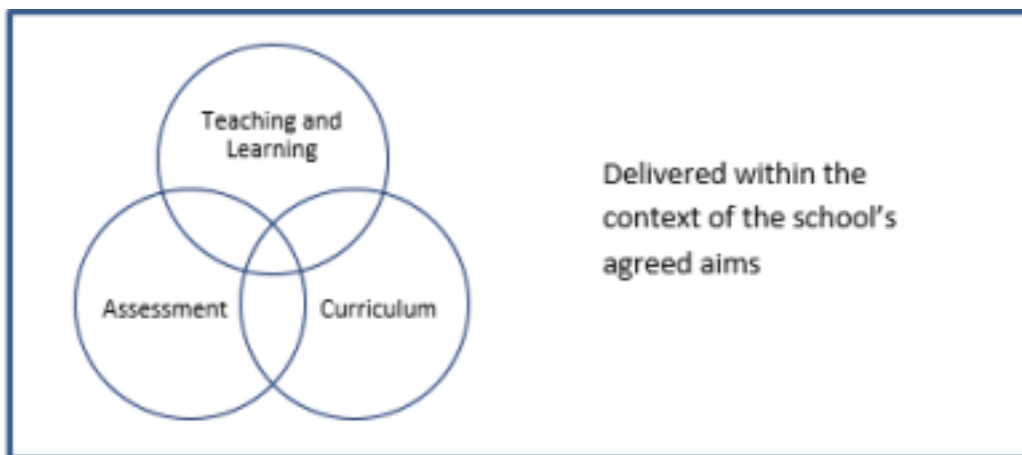 Teaching and
Learning
Assessment
Curriculum
Delivered within the
context of the school's
agreed aims